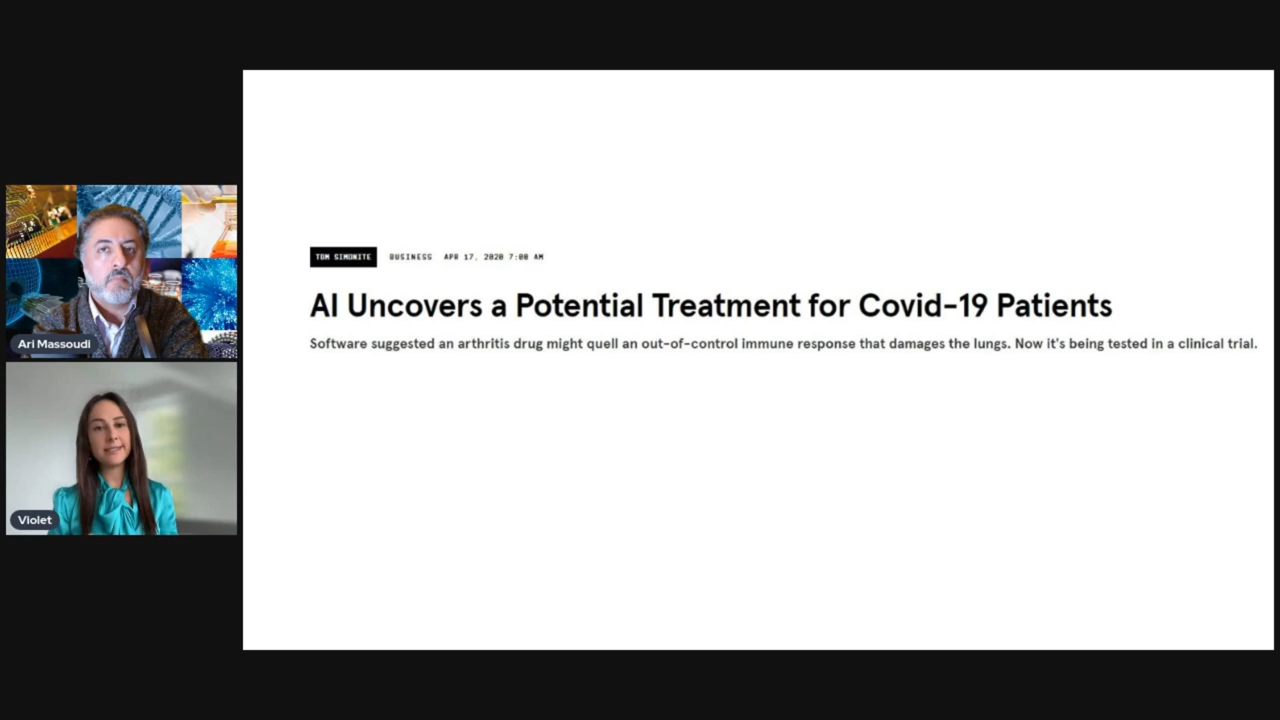 Ari Massoudi
Violet
TOM SIMONITE BUSINESS APR 17, 2020 7:00 AM
AI Uncovers a Potential Treatment for Covid-19 Patients
Software suggested an arthritis drug might quell an out-of-control immune response that damages the lungs. Now it's being tested in a clinical trial.